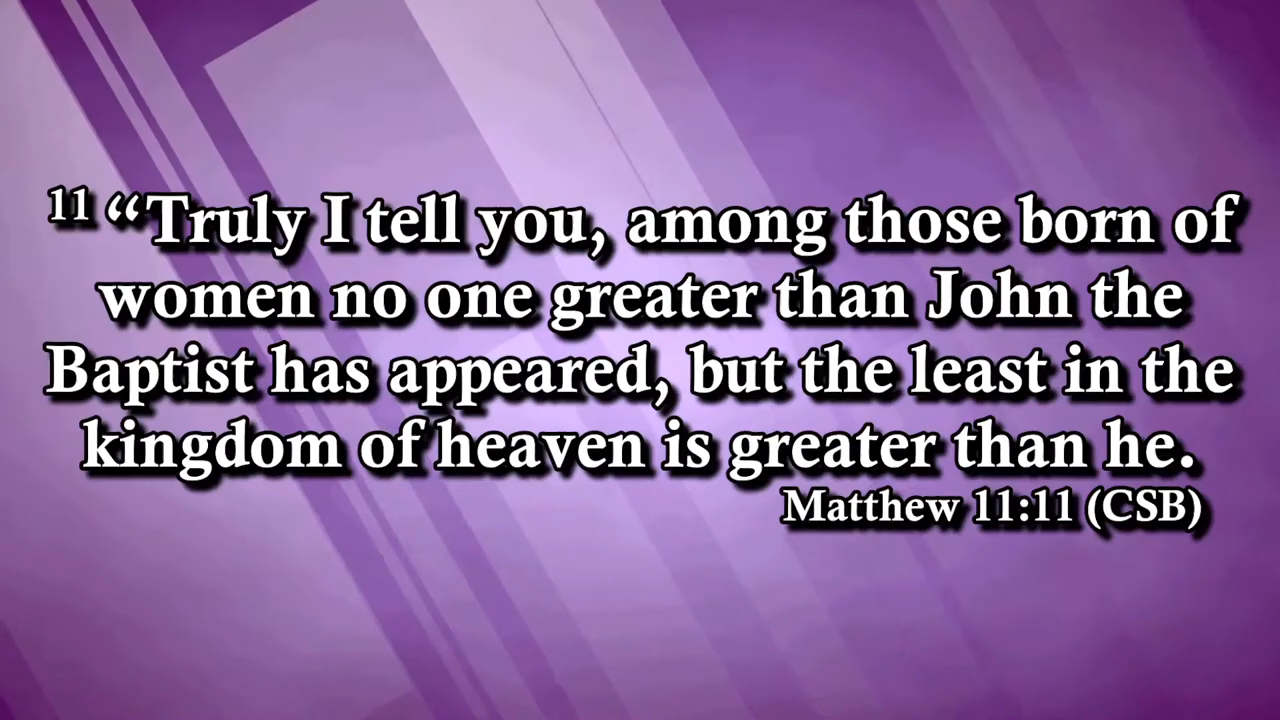 11 “Truly I tell you, among those born of
women no one greater than John the
Baptist has appeared, but the least in the
kingdom of heaven is greater than he.
Matthew 11:11 (CSB)